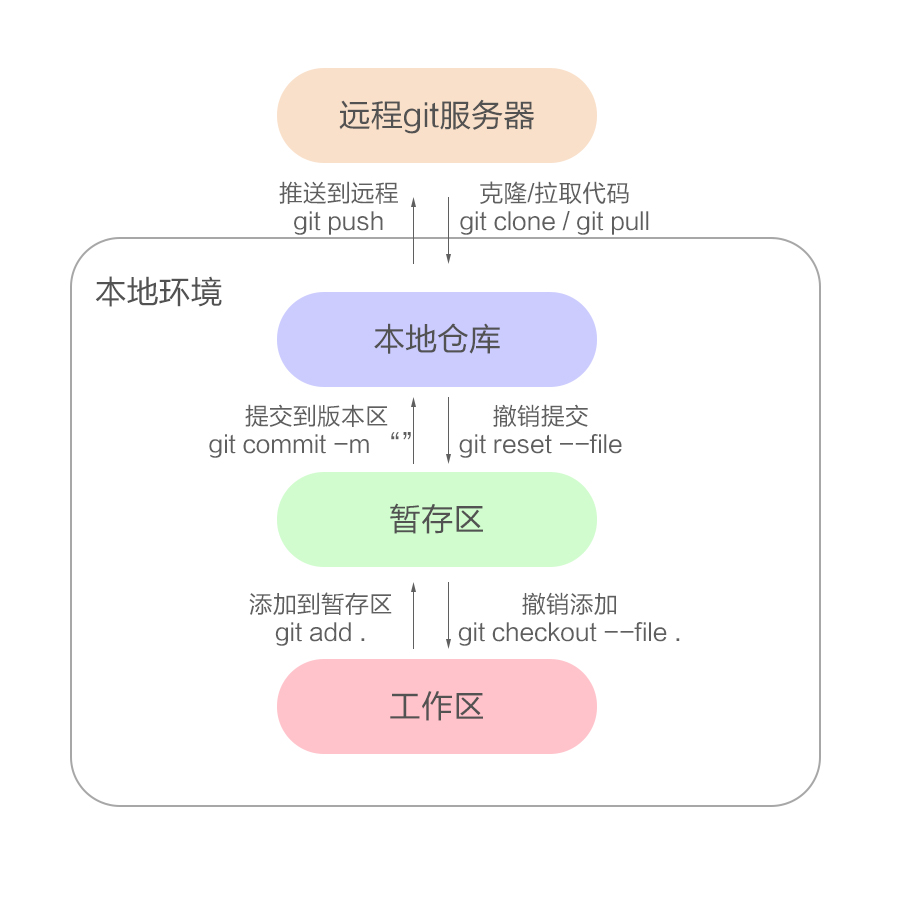 远程git服务器
推送到远程
git push
克隆/拉取代码
git clone / git pull
本地环境
本地仓库
提交到版本区
git commit -m “”
撤销提交
git reset --file
暂存区
添加到暂存区
git add .
撤销添加
git checkout --file .
工作区